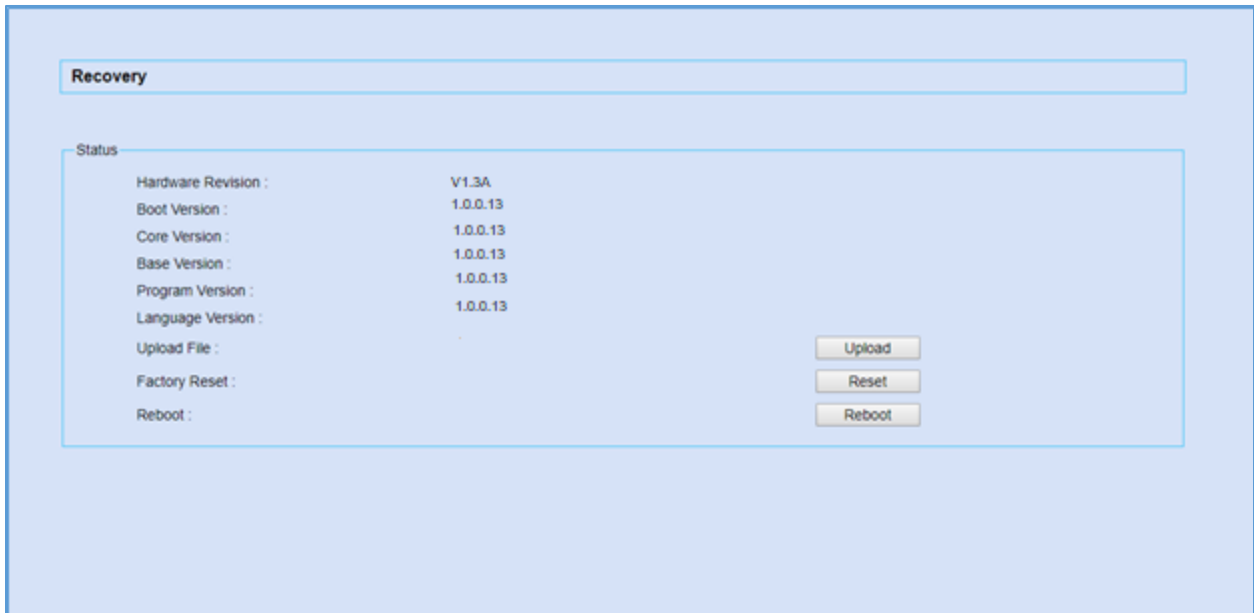 Recovery
Status
Hardware Revision : V1.3A
Boot Version : 1.0.0.13
Core Version : 1.0.0.13
Base Version : 1.0.0.13
Program Version : 1.0.0.13
Language Version : 1.0.0.13
Upload File : Upload
Factory Reset : Reset
Reboot : Reboot